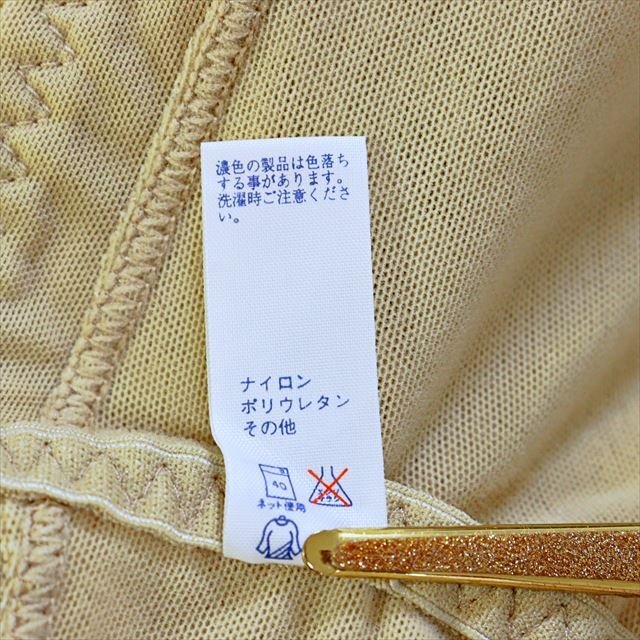 濃色の製品は色落ち
する事があります。
洗濯時ご注意くださ
い。
ナイロン
ポリウレタン
その他
40
ネット使用